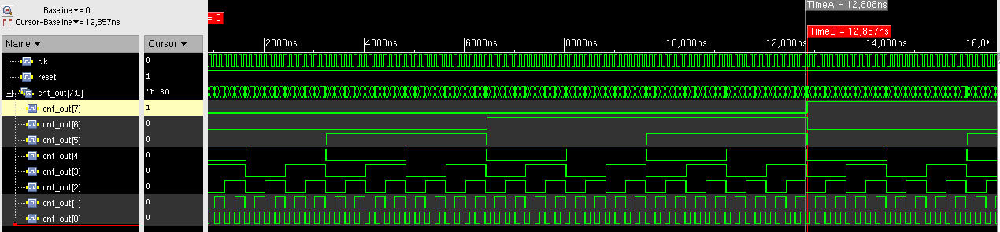 Baseline▼= 0
Cursor-Baseline▼= 12,857ns
TimeA = 12,808ns
= 0
TimeB = 12,857ns
2000ns 4000ns 6000ns 8000ns 10,000ns 12,000ns 14,000ns 16,0
Name▼ Cursor▼
clk 0
reset 1
cnt_out[7:0] 'h 80
cnt_out[7] 1
cnt_out[6] 0
cnt_out[5] 0
cnt_out[4] 0
cnt_out[3] 0
cnt_out[2] 0
cnt_out[1] 0
cnt_out[0] 0